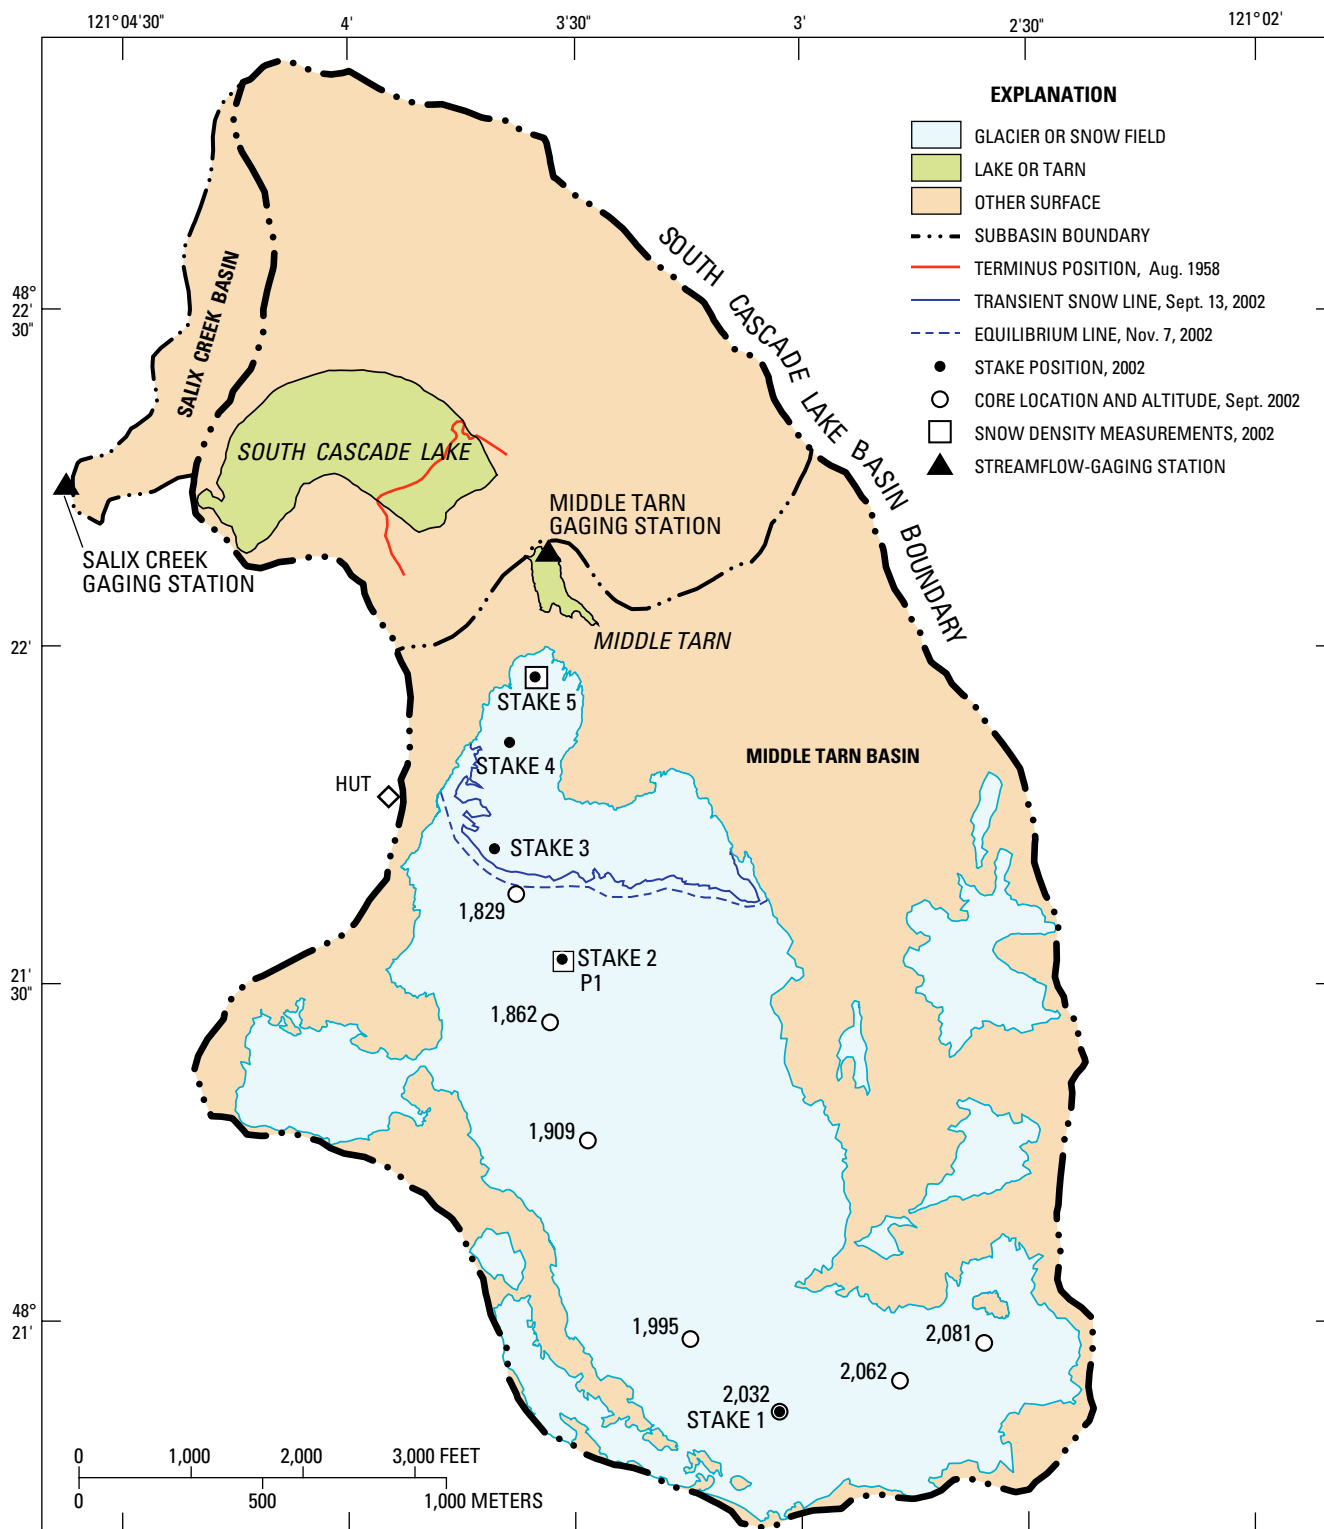 121°04'30"
4'
3'30"
3'
2'30"
121°02'
EXPLANATION
GLACIER OR SNOW FIELD
LAKE OR TARN
OTHER SURFACE
SUBBASIN BOUNDARY
TERMINUS POSITION, Aug. 1958
TRANSIENT SNOW LINE, Sept. 13, 2002
EQUILIBRIUM LINE, Nov. 7, 2002
STAKE POSITION, 2002
CORE LOCATION AND ALTITUDE, Sept. 2002
SNOW DENSITY MEASUREMENTS, 2002
STREAMFLOW-GAGING STATION
SOUTH CASCADE LAKE BASIN BOUNDARY
48°
22'
30"
SALIX CREEK BASIN
SOUTH CASCADE LAKE
MIDDLE TARN
GAGING STATION
SALIX CREEK
GAGING STATION
22'
MIDDLE TARN
STAKE 5
STAKE 4
MIDDLE TARN BASIN
HUT
STAKE 3
1,829
STAKE 2
P1
21'
30"
1,862
1,909
48°
21'
1,995
2,081
2,062
2,032
STAKE 1
0
1,000
2,000
3,000 FEET
0
500
1,000 METERS